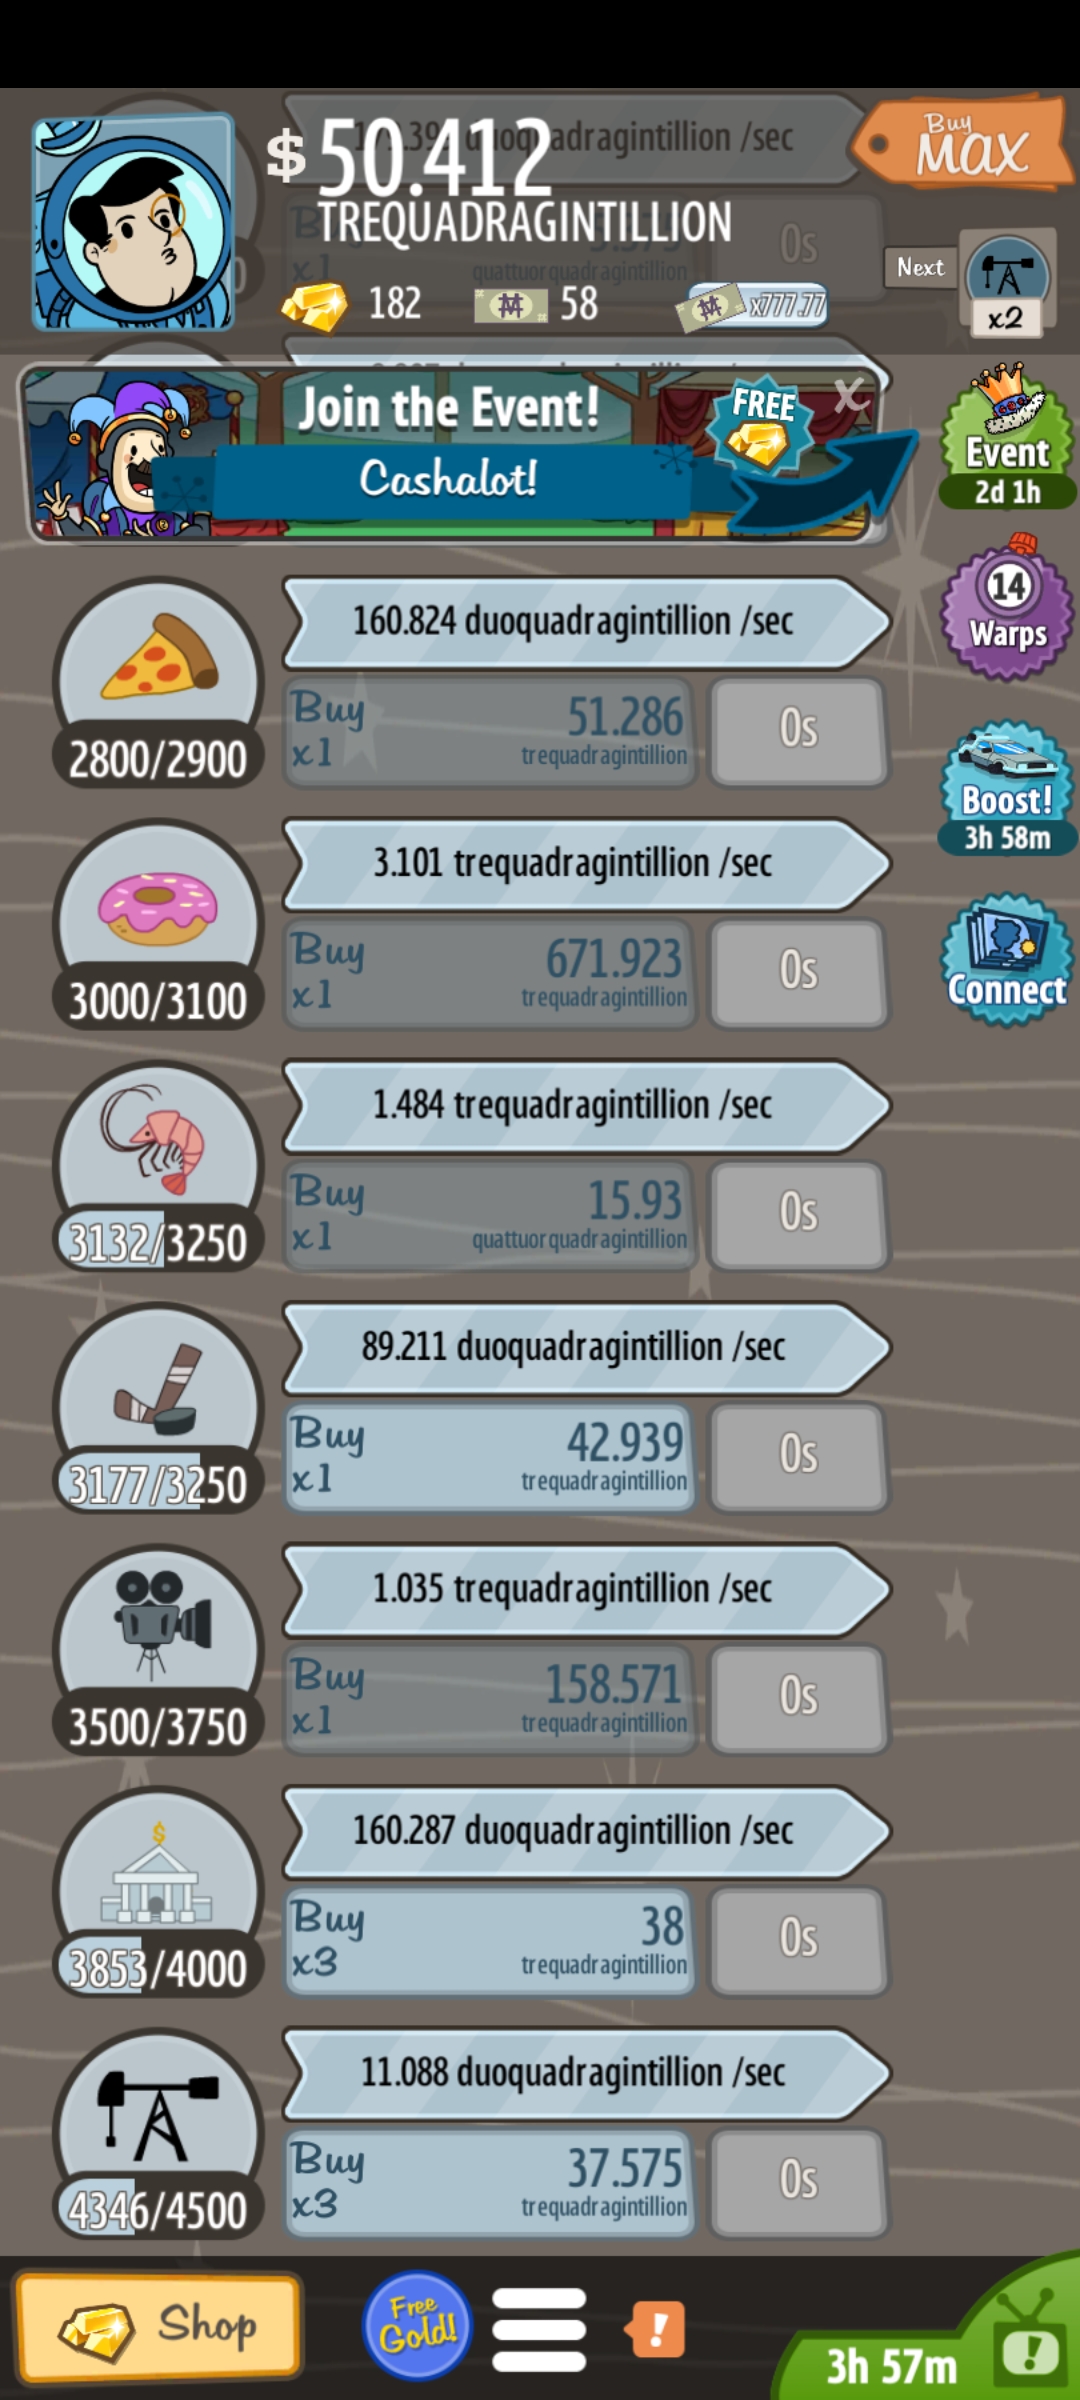 duoquadragintillion /sec
$ 50.412
TREQUADRAGINTILLION
Buy MAX
x1
quattuorquadragintillion
0s
Next
x2
182
58
x777.77
Join the Event!
FREE
X
Cashalot!
Event
2d 1h
160.824 duoquadragintillion /sec
14
Warps
Buy x1
51.286
trequadragintillion
0s
2800/2900
Boost!
3h 58m
3.101 trequadragintillion /sec
Buy x1
671.923
trequadragintillion
0s
3000/3100
Connect
1.484 trequadragintillion /sec
Buy x1
15.93
quattuorquadragintillion
0s
3132/3250
89.211 duoquadragintillion /sec
Buy x1
42.939
trequadragintillion
0s
3177/3250
1.035 trequadragintillion /sec
Buy x1
158.571
trequadragintillion
0s
3500/3750
$
160.287 duoquadragintillion /sec
Buy x3
38
trequadragintillion
0s
3853/4000
11.088 duoquadragintillion /sec
Buy x3
37.575
trequadragintillion
0s
4346/4500
Shop
Free Gold!
!
!
3h 57m